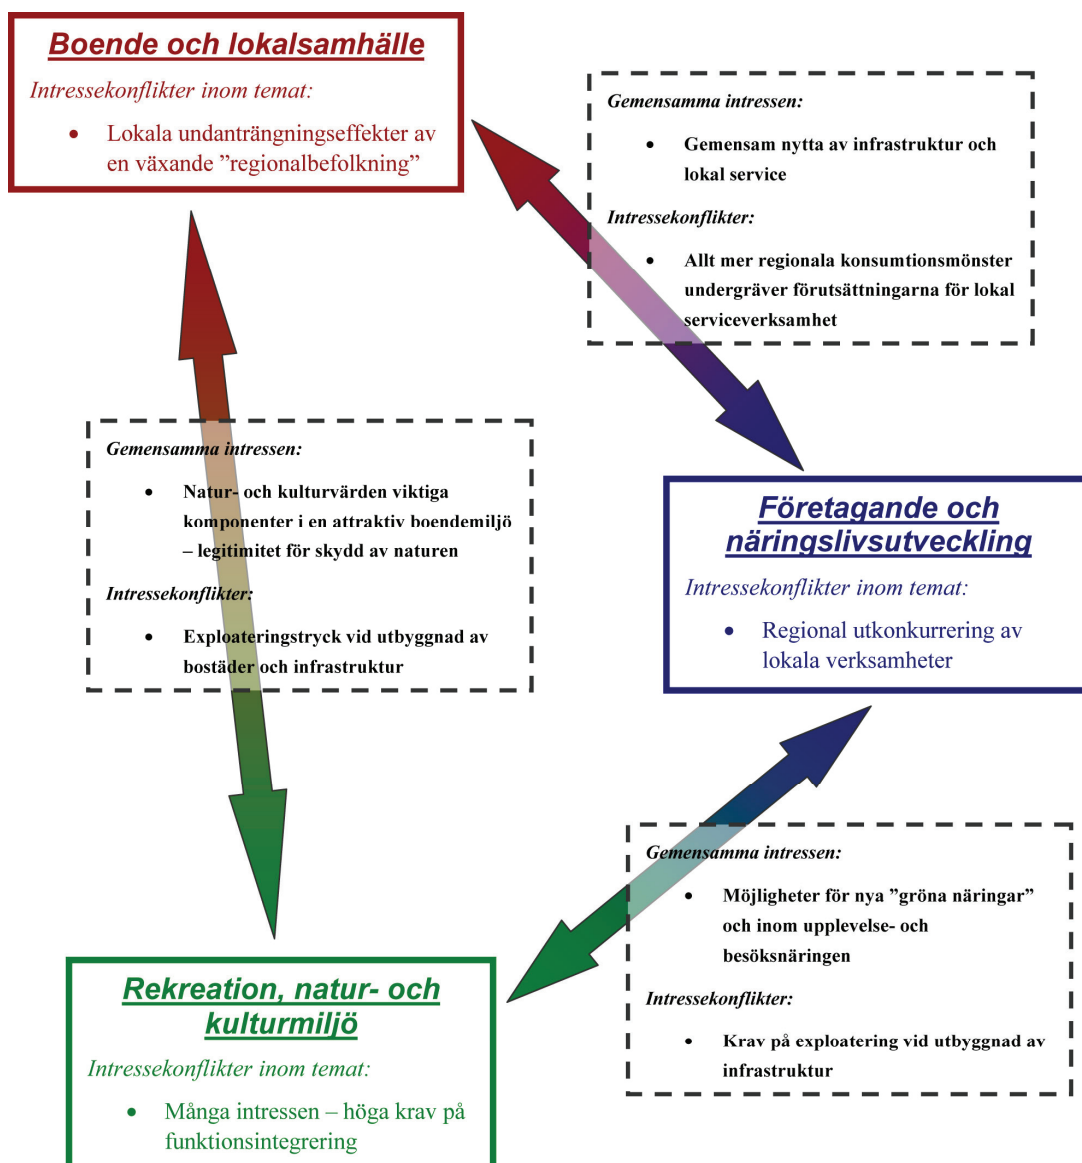 Boende och lokalsamhälle
Intressekonflikter inom temat:
• Lokala undanträngningseffekter av
en växande ”regionalbefolkning”
Gemensamma intressen:
• Gemensam nytta av infrastruktur och
lokal service
Intressekonflikter:
• Allt mer regionala konsumtionsmönster
undergräver förutsättningarna för lokal
serviceverksamhet
Gemensamma intressen:
• Natur- och kulturvärden viktiga
komponenter i en attraktiv boendemiljö
– legitimitet för skydd av naturen
Intressekonflikter:
• Exploateringstryck vid utbyggnad av
bostäder och infrastruktur
Företagande och
näringslivsutveckling
Intressekonflikter inom temat:
• Regional utkonkurrering av
lokala verksamheter
Gemensamma intressen:
• Möjligheter för nya ”gröna näringar”
och inom upplevelse- och
besöksnäringen
Intressekonflikter:
• Krav på exploatering vid utbyggnad av
infrastruktur
Rekreation, natur- och
kulturmiljö
Intressekonflikter inom temat:
• Många intressen – höga krav på
funktionsintegrering